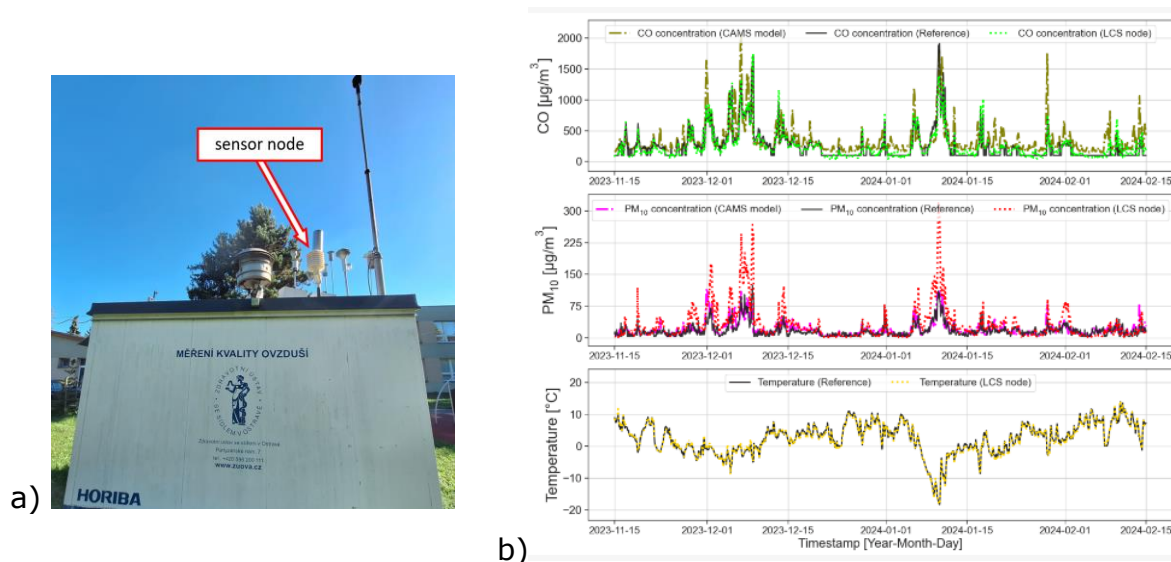 sensor node
MĚŘENÍ KVALITY OVZDUŠÍ
ZDRAVOTNÍ ÚSTAV
SE SÍDLEM V OSTRAVĚ
www.zuova.cz
HORIBA
a)
CO concentration (CAMS model) CO concentration (Reference) CO concentration (LCS node)
CO [µg/m³]
2000
1500
1000
500
0
2023-11-15 2023-12-01 2023-12-15 2024-01-01 2024-01-15 2024-02-01 2024-02-15
PM₁₀ concentration (CAMS model) PM₁₀ concentration (Reference) PM₁₀ concentration (LCS node)
PM₁₀ [µg/m³]
300
225
150
75
0
2023-11-15 2023-12-01 2023-12-15 2024-01-01 2024-01-15 2024-02-01 2024-02-15
Temperature (Reference) Temperature (LCS node)
Temperature [°C]
20
10
0
−10
−20
2023-11-15 2023-12-01 2023-12-15 2024-01-01 2024-01-15 2024-02-01 2024-02-15
Timestamp [Year-Month-Day]
b)